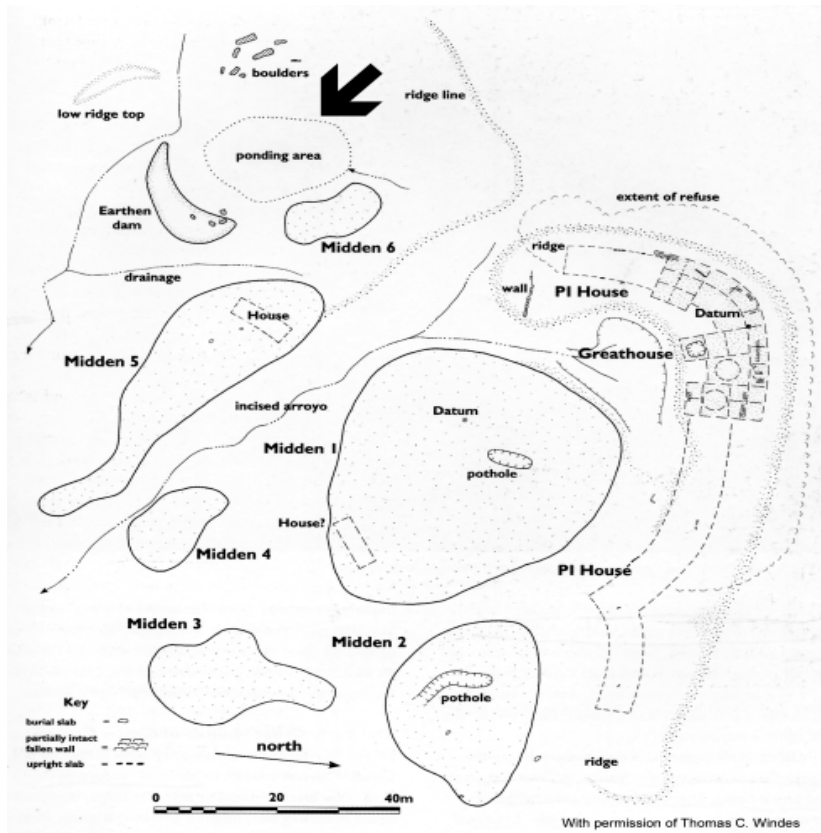 boulders
low ridge top
ridge line
ponding area
extent of refuse
Earthen
dam
Midden 6
ridge
drainage
wall
PI House
House
Datum
Midden 5
Greathouse
incised arroyo
Datum
Midden 1
pothole
House?
Midden 4
PI House
Midden 3
Midden 2
pothole
Key
burial slab
partially intact
fallen wall
upright slab
north
ridge
0
20
40m
With permission of Thomas C. Windes